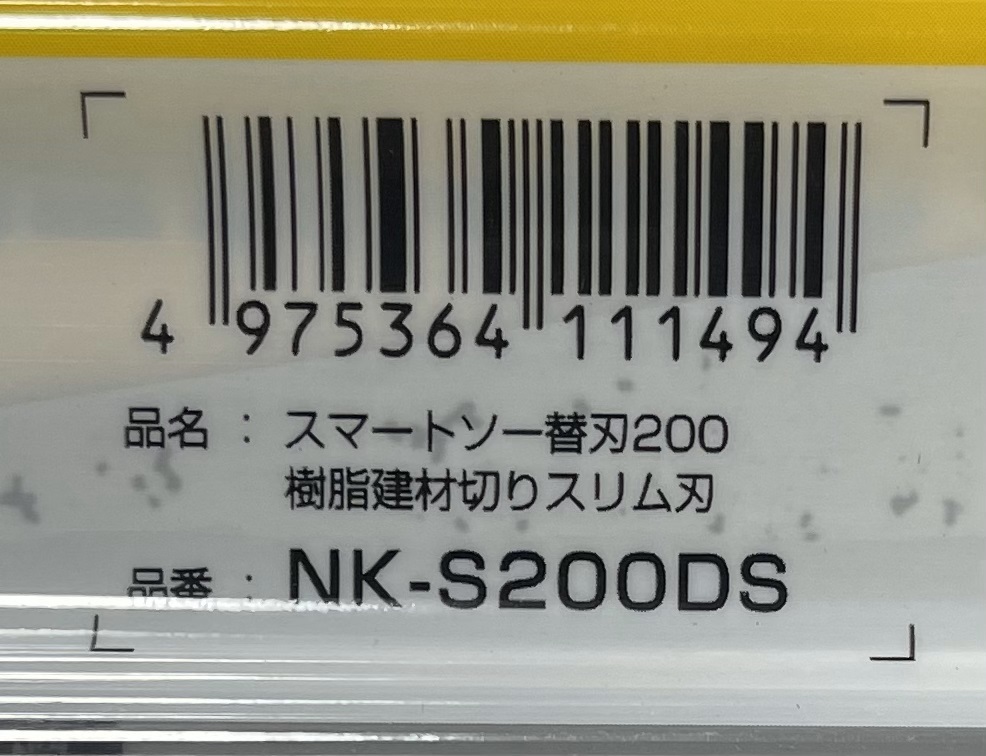 4 975364 111494
品名 : スマートソー替刃200
樹脂建材切りスリム刃
品番 : NK-S200DS